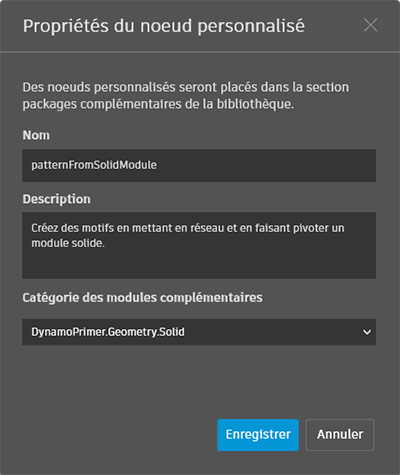 Propriétés du noeud personnalisé
Des noeuds personnalisés seront placés dans la section
packages complémentaires de la bibliothèque.
Nom
patternFromSolidModule
Description
Créez des motifs en mettant en réseau et en faisant pivoter un
module solide.
Catégorie des modules complémentaires
DynamoPrimer.Geometry.Solid
Enregistrer
Annuler